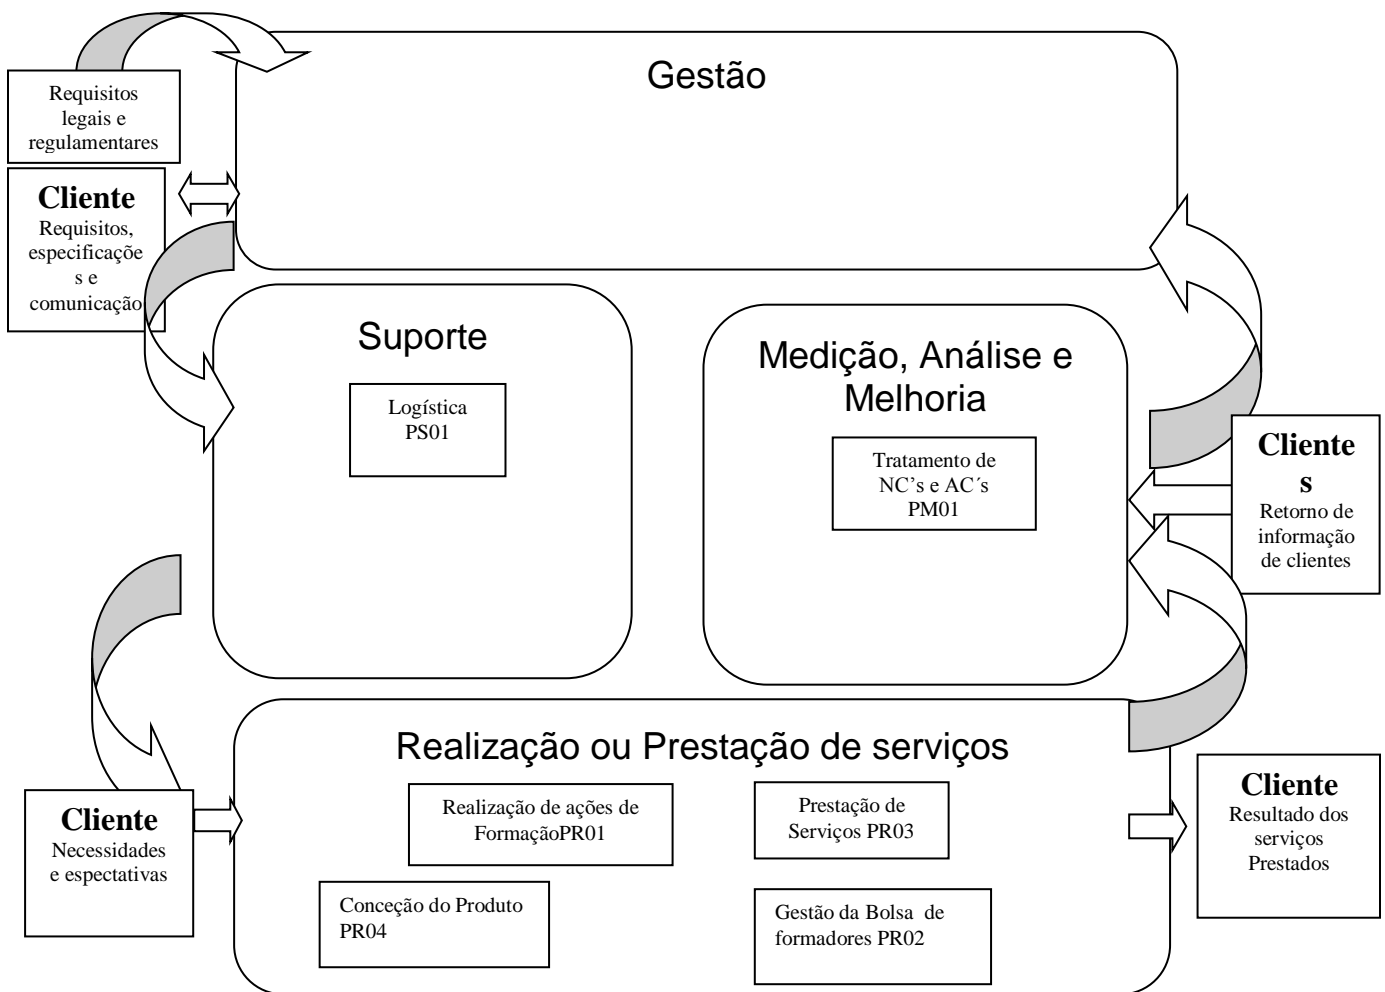 Gestão
Requisitos
legais e
regulamentares
Cliente
Requisitos,
especificaçõe
s e
comunicação
Suporte
Logística
PS01
Medição, Análise e
Melhoria
Tratamento de
NC’s e AC´s
PM01
Cliente
s
Retorno de
informação
de clientes
Realização ou Prestação de serviços
Realização de ações de
FormaçãoPR01
Prestação de
Serviços PR03
Conceção do Produto
PR04
Gestão da Bolsa de
formadores PR02
Cliente
Necessidades
e espectativas
Cliente
Resultado dos
serviços
Prestados